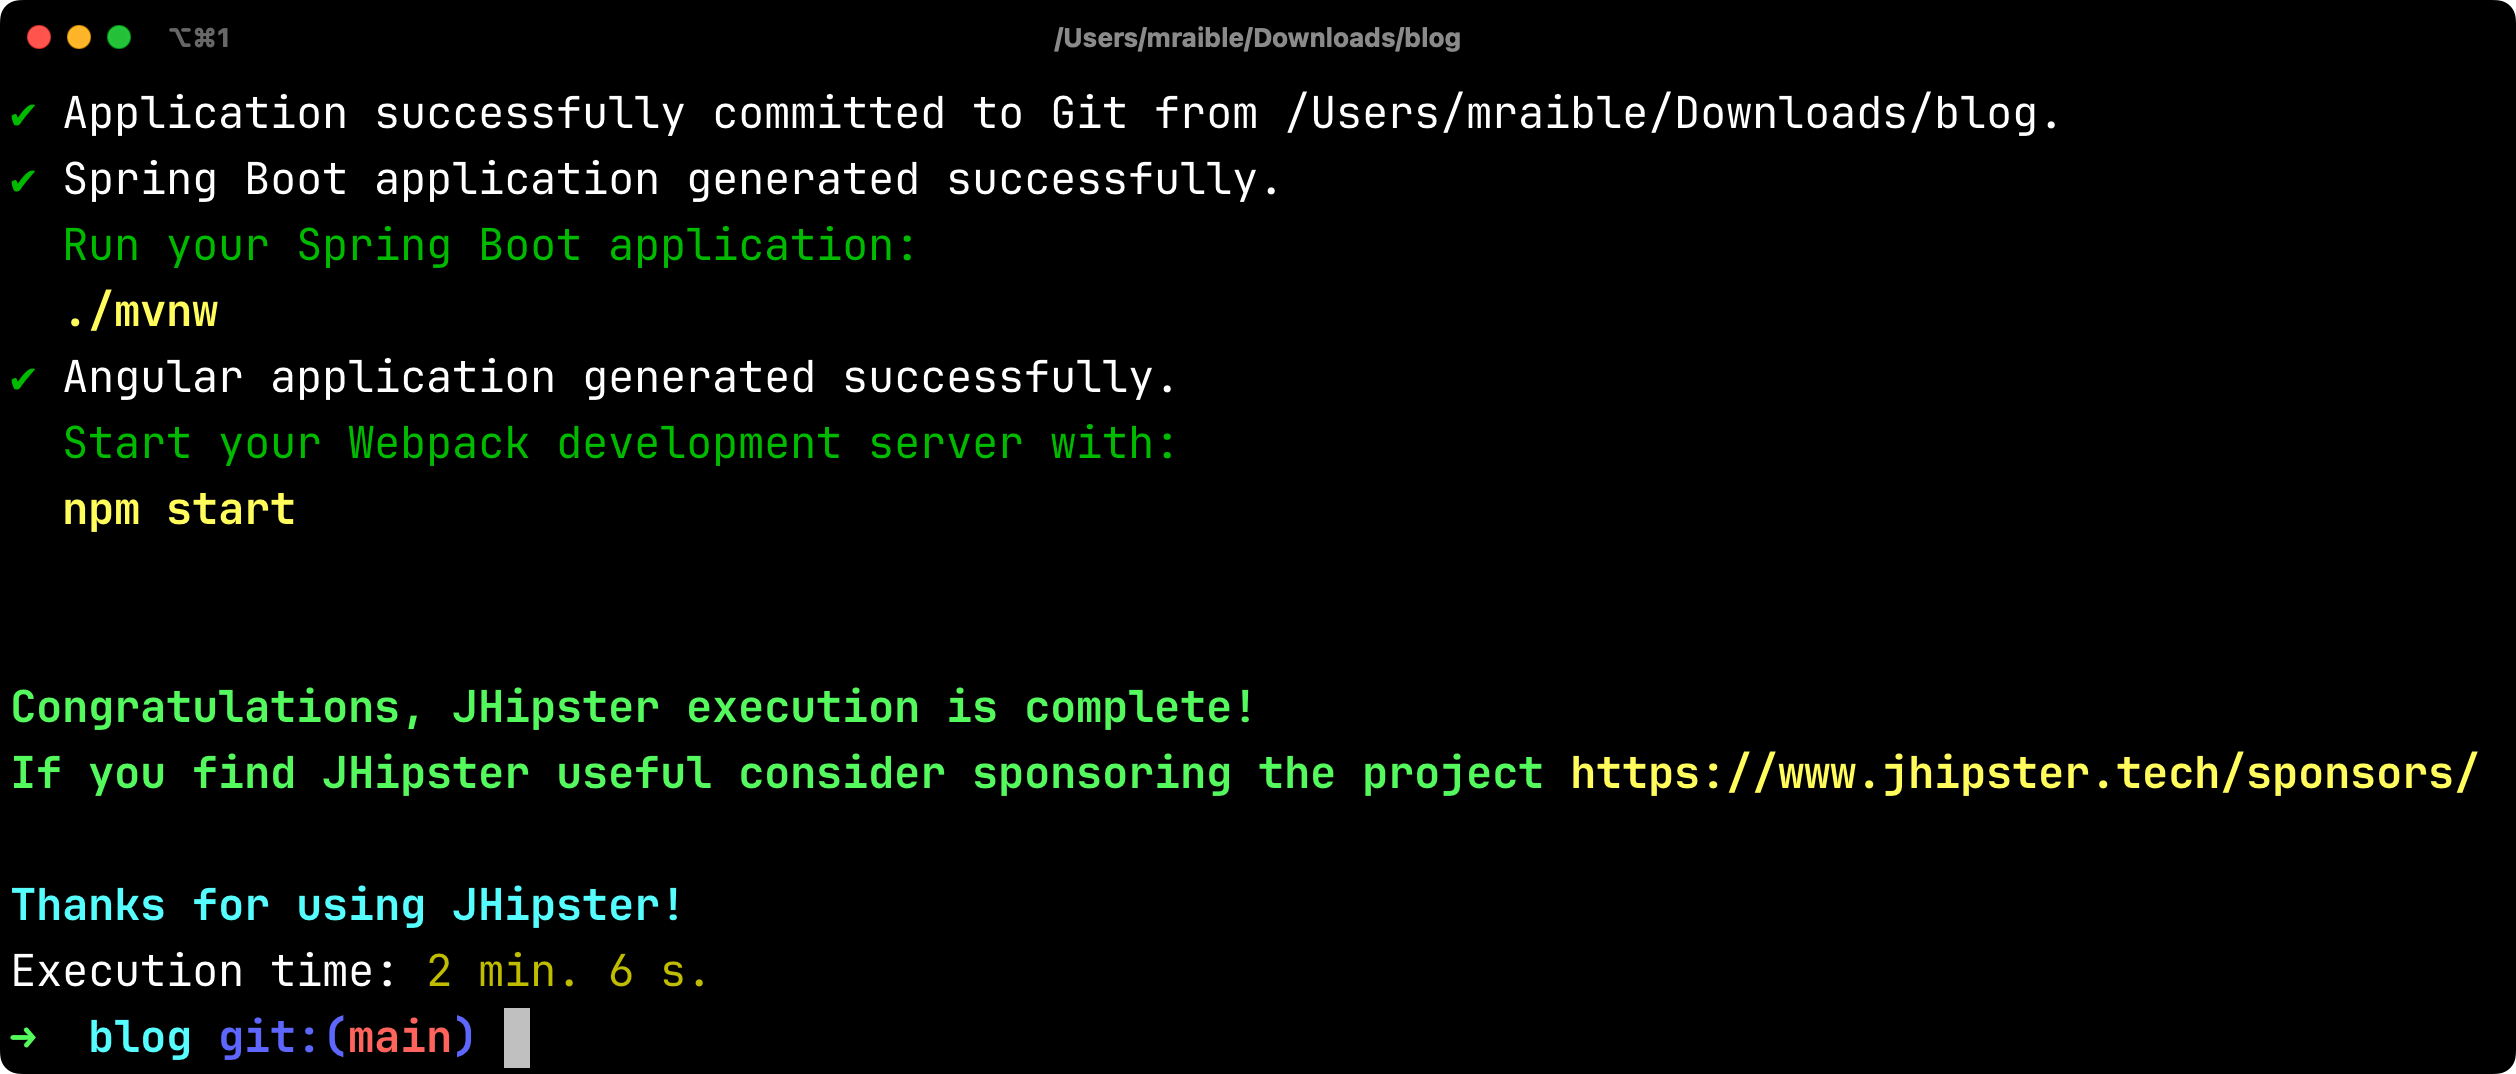 ⌥⌘1 /Users/mraible/Downloads/blog
✔ Application successfully committed to Git from /Users/mraible/Downloads/blog.
✔ Spring Boot application generated successfully.
Run your Spring Boot application:
./mvnw
✔ Angular application generated successfully.
Start your Webpack development server with:
npm start
Congratulations, JHipster execution is complete!
If you find JHipster useful consider sponsoring the project https://www.jhipster.tech/sponsors/
Thanks for using JHipster!
Execution time: 2 min. 6 s.
➜ blog git:(main)